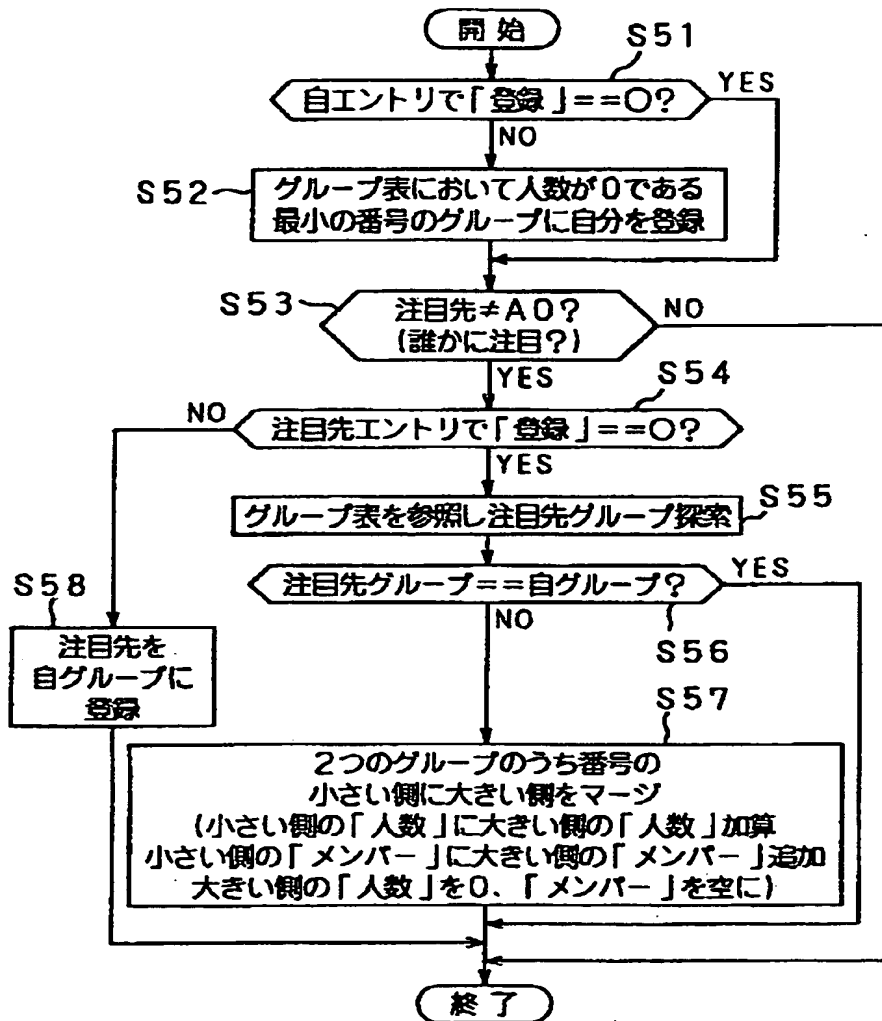 開始
S51
自エントリで「登録」==○?
YES
NO
S52
グループ表において人数が0である
最小の番号のグループに自分を登録
S53
注目先≠A0?
(誰かに注目?)
NO
YES
S54
NO
注目先エントリで「登録」==○?
YES
S55
グループ表を参照し注目先グループ探索
注目先グループ==自グループ?
YES
NO
S56
S58
注目先を
自グループに
登録
S57
2つのグループのうち番号の
小さい側に大きい側をマージ
(小さい側の「人数」に大きい側の「人数」加算
小さい側の「メンバー」に大きい側の「メンバー」追加
大きい側の「人数」を0、「メンバー」を空に)
終了